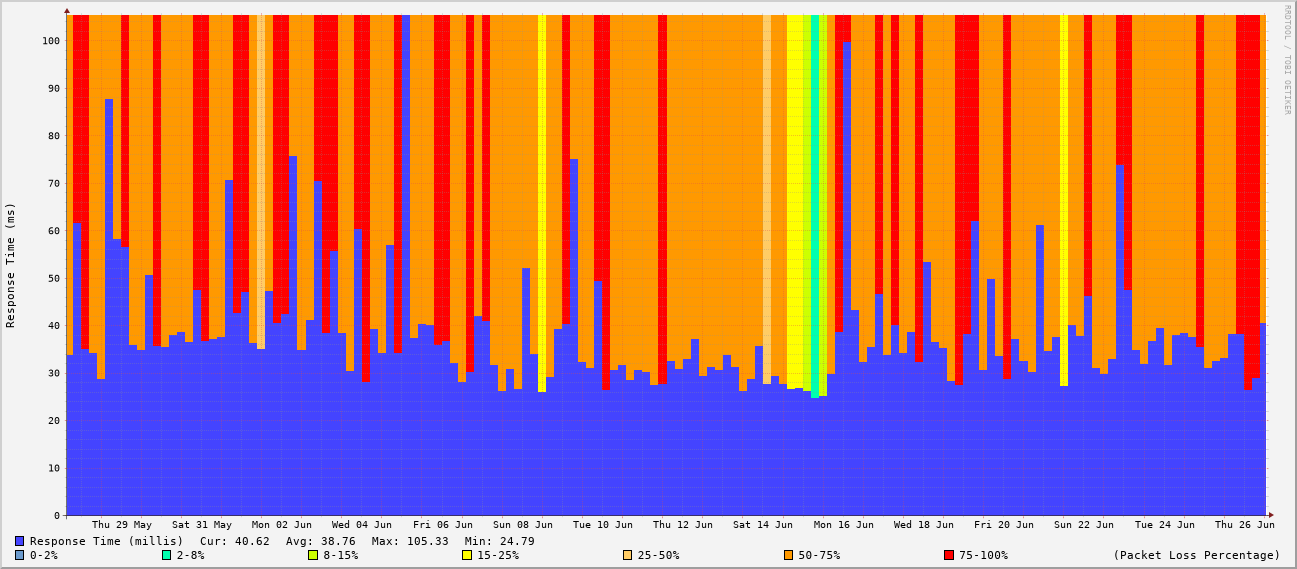 RRDTOOL / TOBI OETIKER
Response Time (ms)
100
90
80
70
60
50
40
30
20
10
0
Thu 29 May Sat 31 May Mon 02 Jun Wed 04 Jun Fri 06 Jun Sun 08 Jun Tue 10 Jun Thu 12 Jun Sat 14 Jun Mon 16 Jun Wed 18 Jun Fri 20 Jun Sun 22 Jun Tue 24 Jun Thu 26 Jun
Response Time (millis) Cur: 40.62 Avg: 38.76 Max: 105.33 Min: 24.79
0-2% 2-8% 8-15% 15-25% 25-50% 50-75% 75-100% (Packet Loss Percentage)